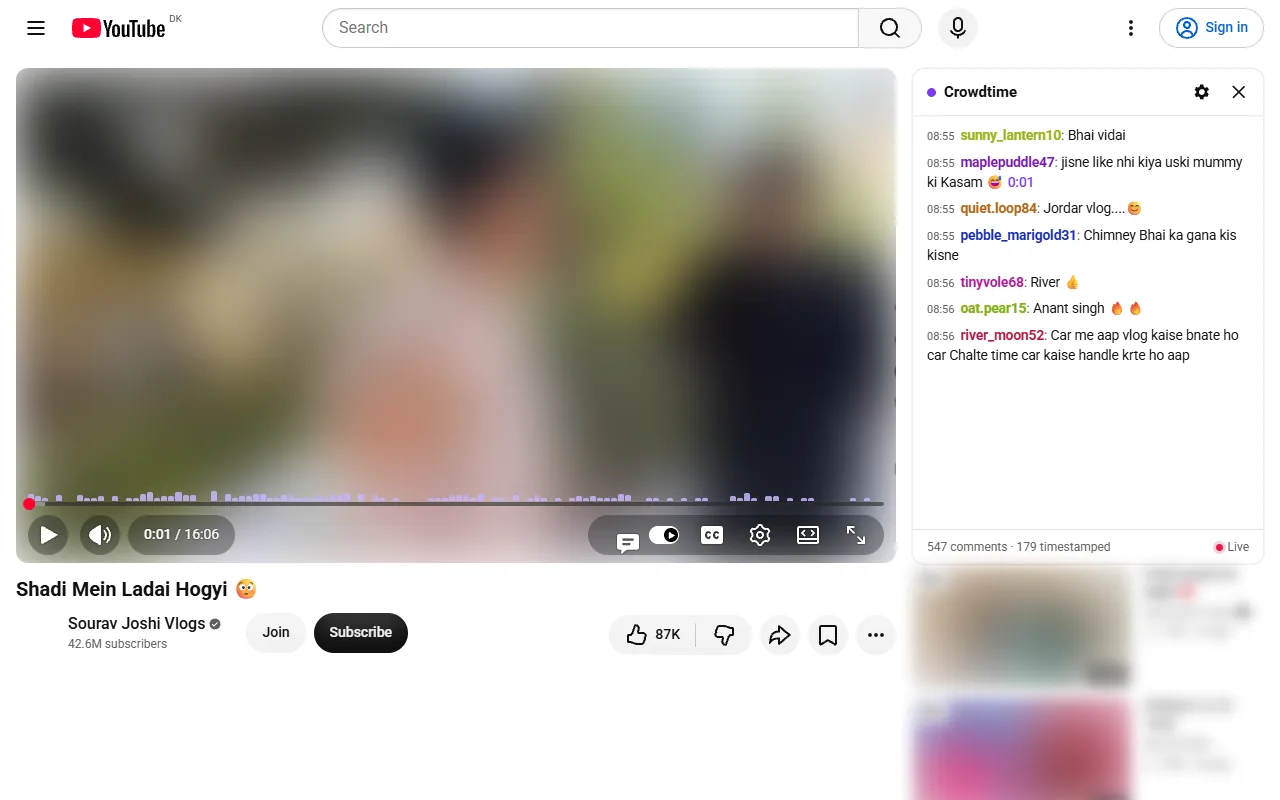 YouTube DK
Search
Sign in
Crowdtime
08:55 sunny_lantern10: Bhai vidai
08:55 maplepuddle47: jisne like nhi kiya uski mummy
ki Kasam 😅 0:01
08:55 quiet.loop84: Jordar vlog....😊
08:55 pebble_marigold31: Chimney Bhai ka gana kis
kisne
08:56 tinyvole68: River 👍
08:56 oat.pear15: Anant singh 🔥 🔥
08:56 river_moon52: Car me aap vlog kaise bnate ho
car Chalte time car kaise handle krte ho aap
547 comments · 179 timestamped
Live
0:01 / 16:06
CC
Shadi Mein Ladai Hogyi 😳
Sourav Joshi Vlogs
42.6M subscribers
Join
Subscribe
87K